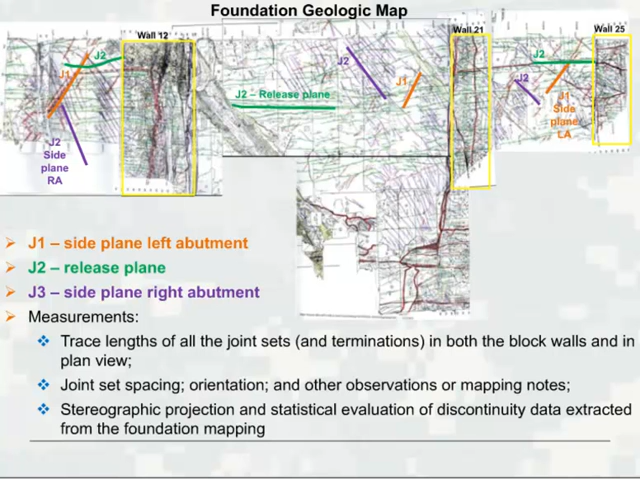 Foundation Geologic Map
Wall 12
Wall 21
Wall 25
J2
J1
J2
Side
plane
RA
J2 – Release plane
J2
J1
J2
J2
J1-
Side
plane
LA
J1 – side plane left abutment
J2 – release plane
J3 – side plane right abutment
Measurements:
Trace lengths of all the joint sets (and terminations) in both the block walls and in
plan view;
Joint set spacing; orientation; and other observations or mapping notes;
Stereographic projection and statistical evaluation of discontinuity data extracted
from the foundation mapping